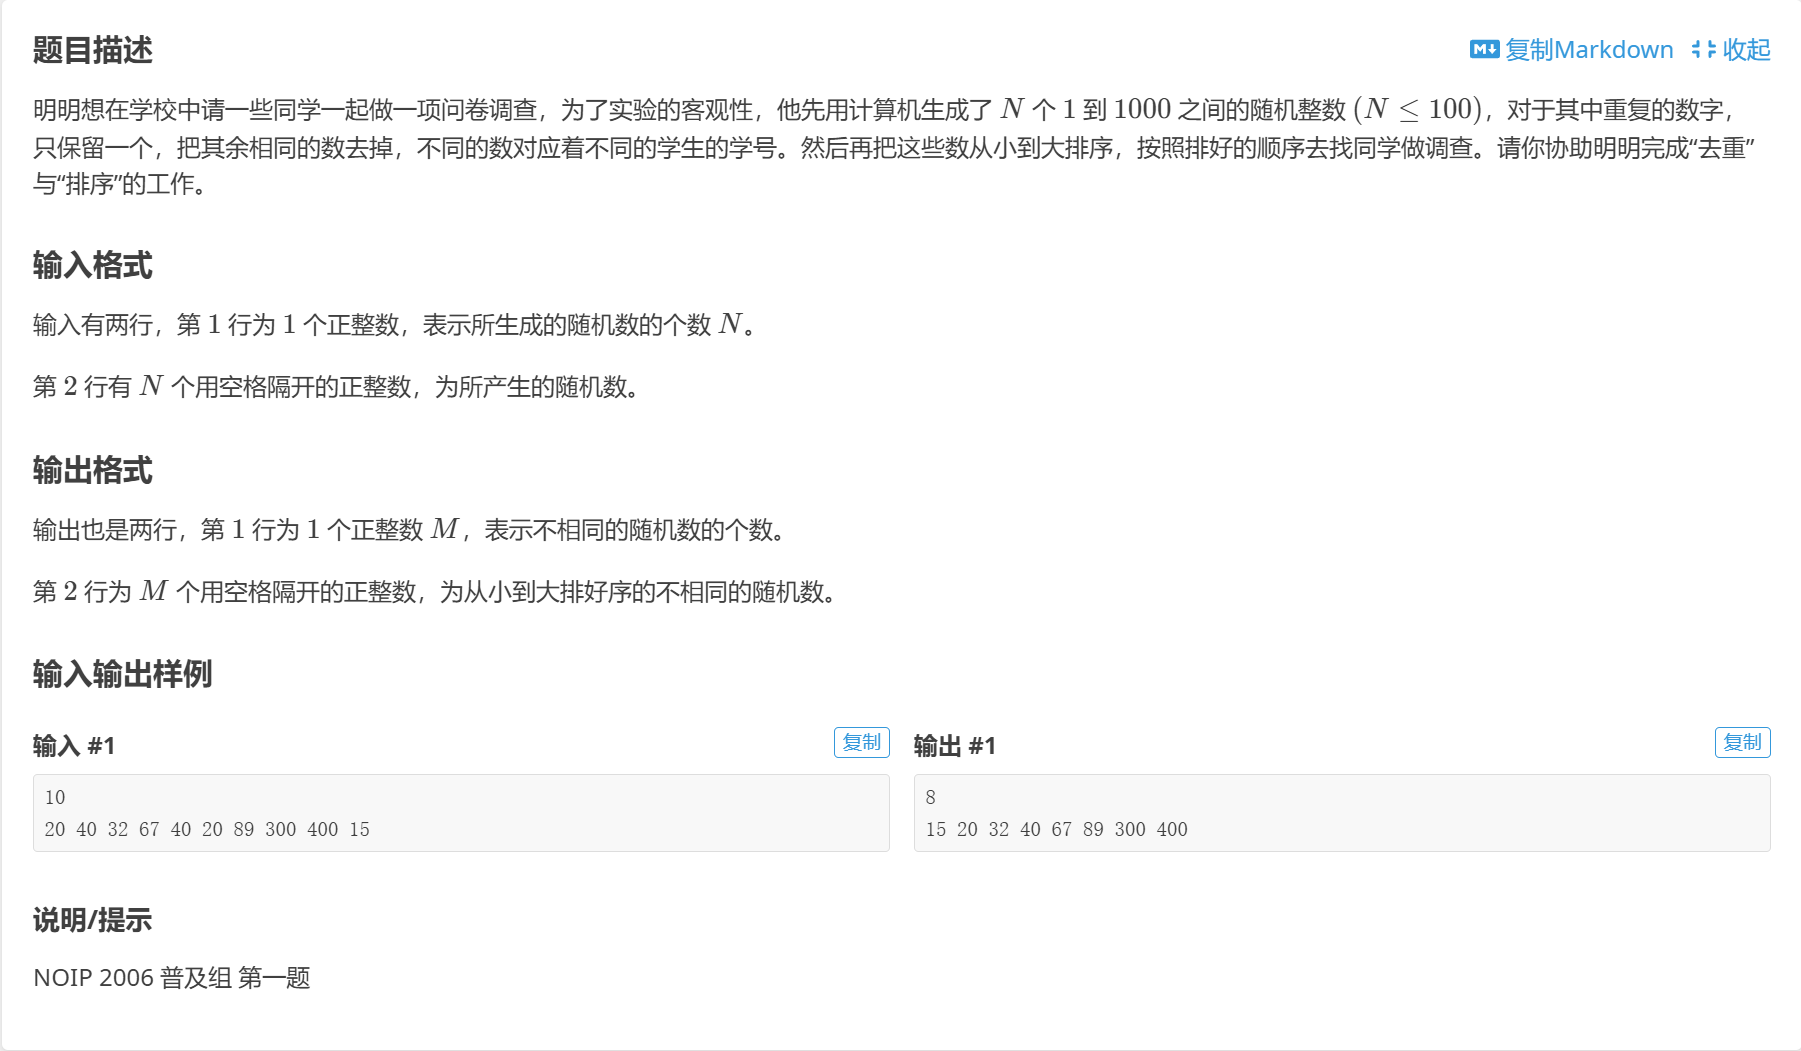 题目描述
复制Markdown 收起
明明想在学校中请一些同学一起做一项问卷调查，为了实验的客观性，他先用计算机生成了 N 个 1 到 1000 之间的随机整数 (N ≤ 100)，对于其中重复的数字，
只保留一个，把其余相同的数去掉，不同的数对应着不同的学生的学号。然后再把这些数从小到大排序，按照排好的顺序去找同学做调查。请你协助明明完成“去重”
与“排序”的工作。
输入格式
输入有两行，第 1 行为 1 个正整数，表示所生成的随机数的个数 N。
第 2 行有 N 个用空格隔开的正整数，为所产生的随机数。
输出格式
输出也是两行，第 1 行为 1 个正整数 M，表示不相同的随机数的个数。
第 2 行为 M 个用空格隔开的正整数，为从小到大排好序的不相同的随机数。
输入输出样例
输入 #1
复制
10
20 40 32 67 40 20 89 300 400 15
输出 #1
复制
8
15 20 32 40 67 89 300 400
说明/提示
NOIP 2006 普及组 第一题